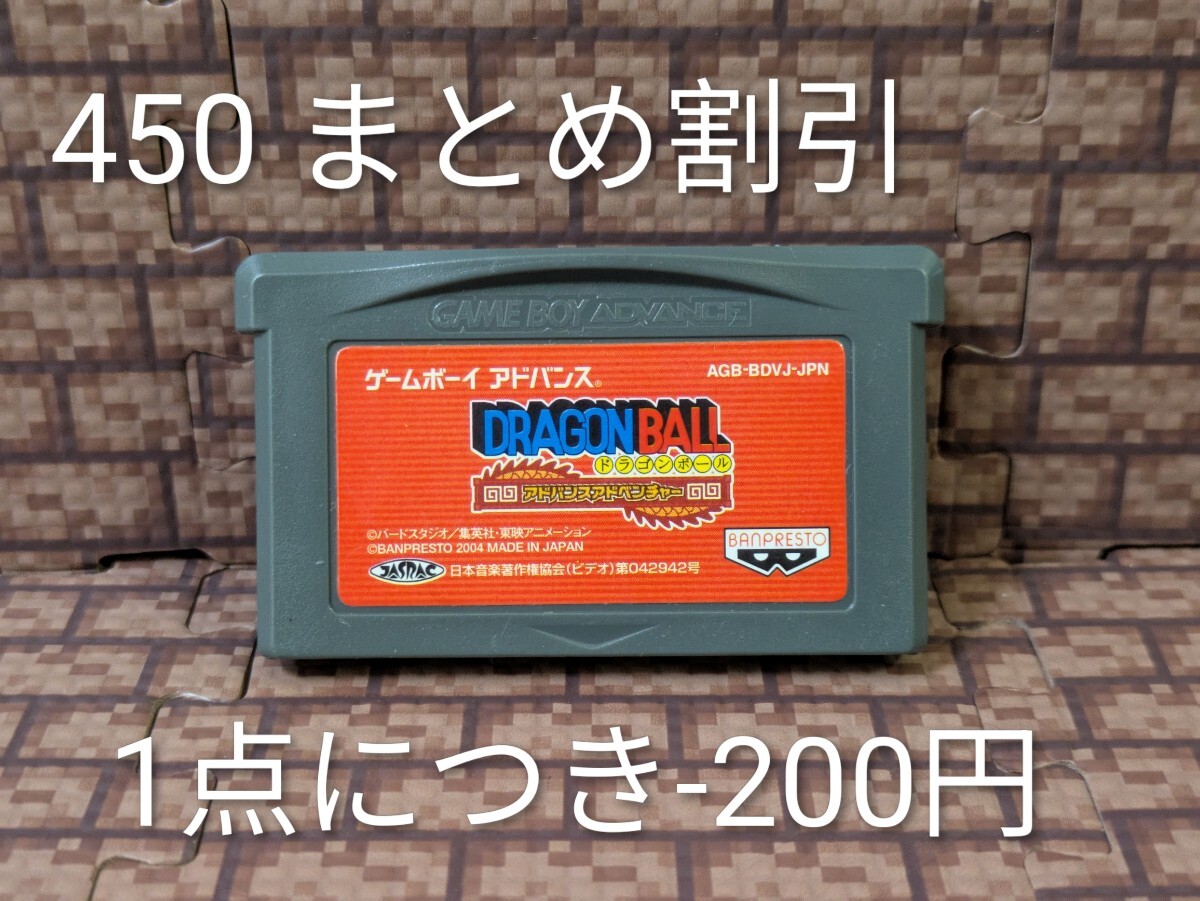 450 まとめ割引
GAME BOY ADVANCE
ゲームボーイ アドバンス®
AGB-BDVJ-JPN
DRAGON BALL
ドラゴンボール
アドバンスアドベンチャー
©バードスタジオ/集英社・東映アニメーション
©BANPRESTO 2004 MADE IN JAPAN
BANPRESTO
JASRAC 日本音楽著作権協会(ビデオ)第042942号
1点につき-200円